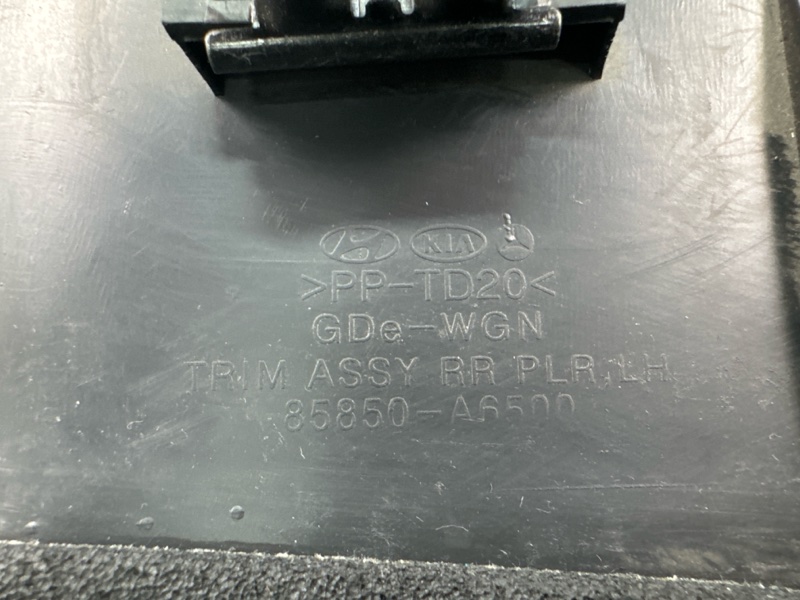 KIA
>PP-TD20<
GDe-WGN
TRIM ASSY RR PLR,LH
85850-A6500